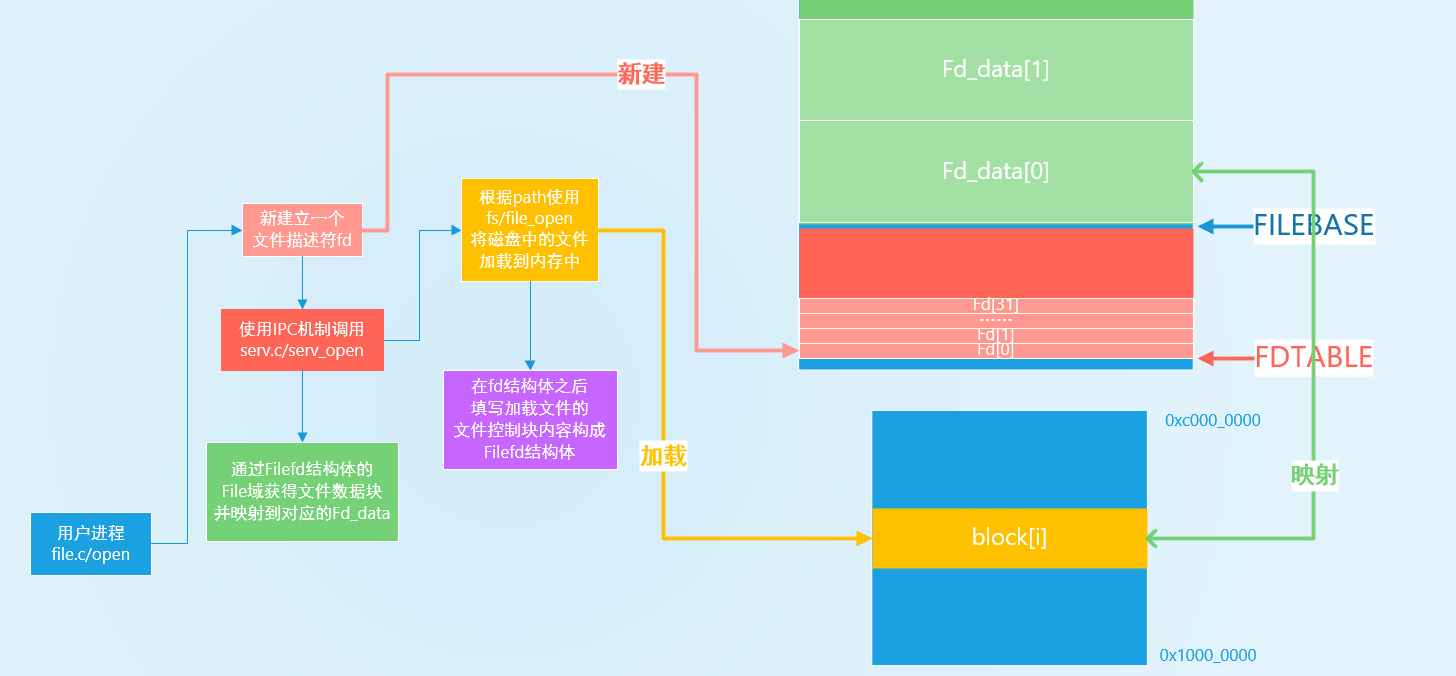 新建
Fd_data[1]
Fd_data[0]
根据path使用
fs/file_open
将磁盘中的文件
加载到内存中
新建立一个
文件描述符fd
FILEBASE
Fd[31]
------
Fd[1]
Fd[0]
FDTABLE
使用IPC机制调用
serv.c/serv_open
在fd结构体之后
填写加载文件的
文件控制块内容构成
Filefd结构体
0xc000_0000
加载
映射
通过Filefd结构体的
File域获得文件数据块
并映射到对应的Fd_data
用户进程
file.c/open
block[i]
0x1000_0000